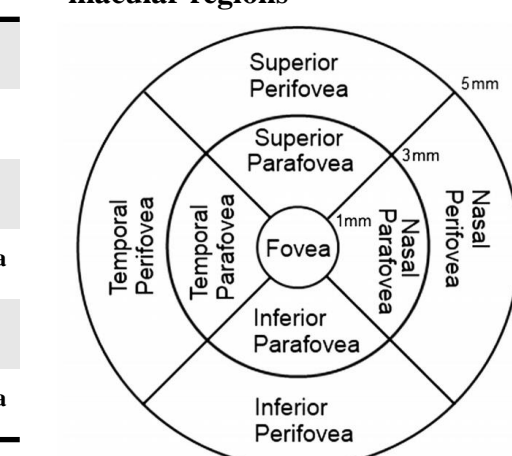 macular regions
Superior
Perifovea
5mm
Superior
Parafovea
3mm
Temporal
Perifovea
Temporal
Parafovea
1mm
Fovea
Nasal
Parafovea
Nasal
Perifovea
a
Inferior
Parafovea
a
Inferior
Perifovea